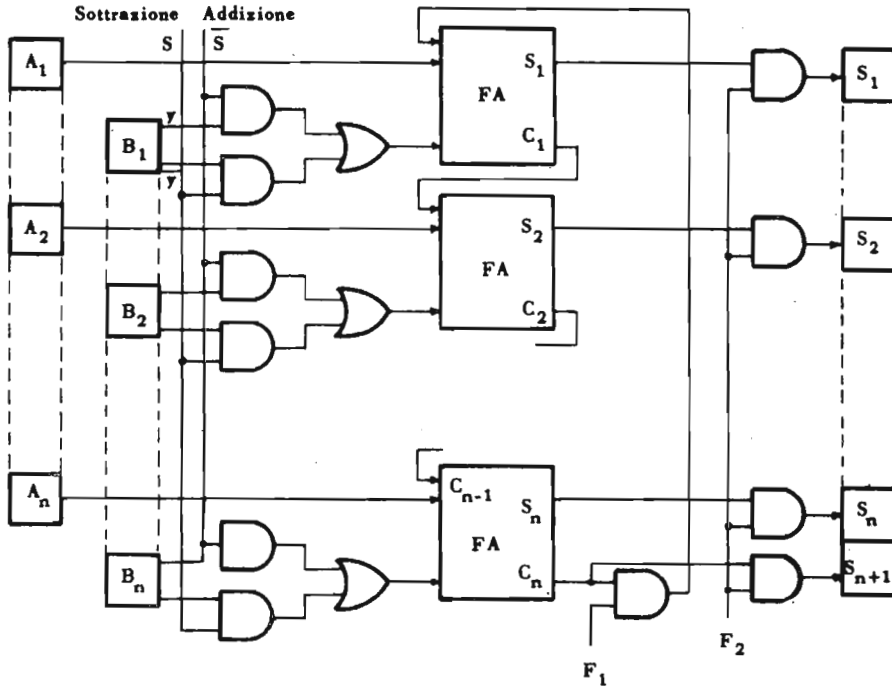 Sottrazione Addizione
S S̅
A₁
S₁
S₁
FA
y
B₁
C₁
y̅
A₂
S₂
S₂
FA
B₂
C₂
Aₙ
Cₙ₋₁
Sₙ
Sₙ
FA
Bₙ
Cₙ
Sₙ₊₁
F₁
F₂